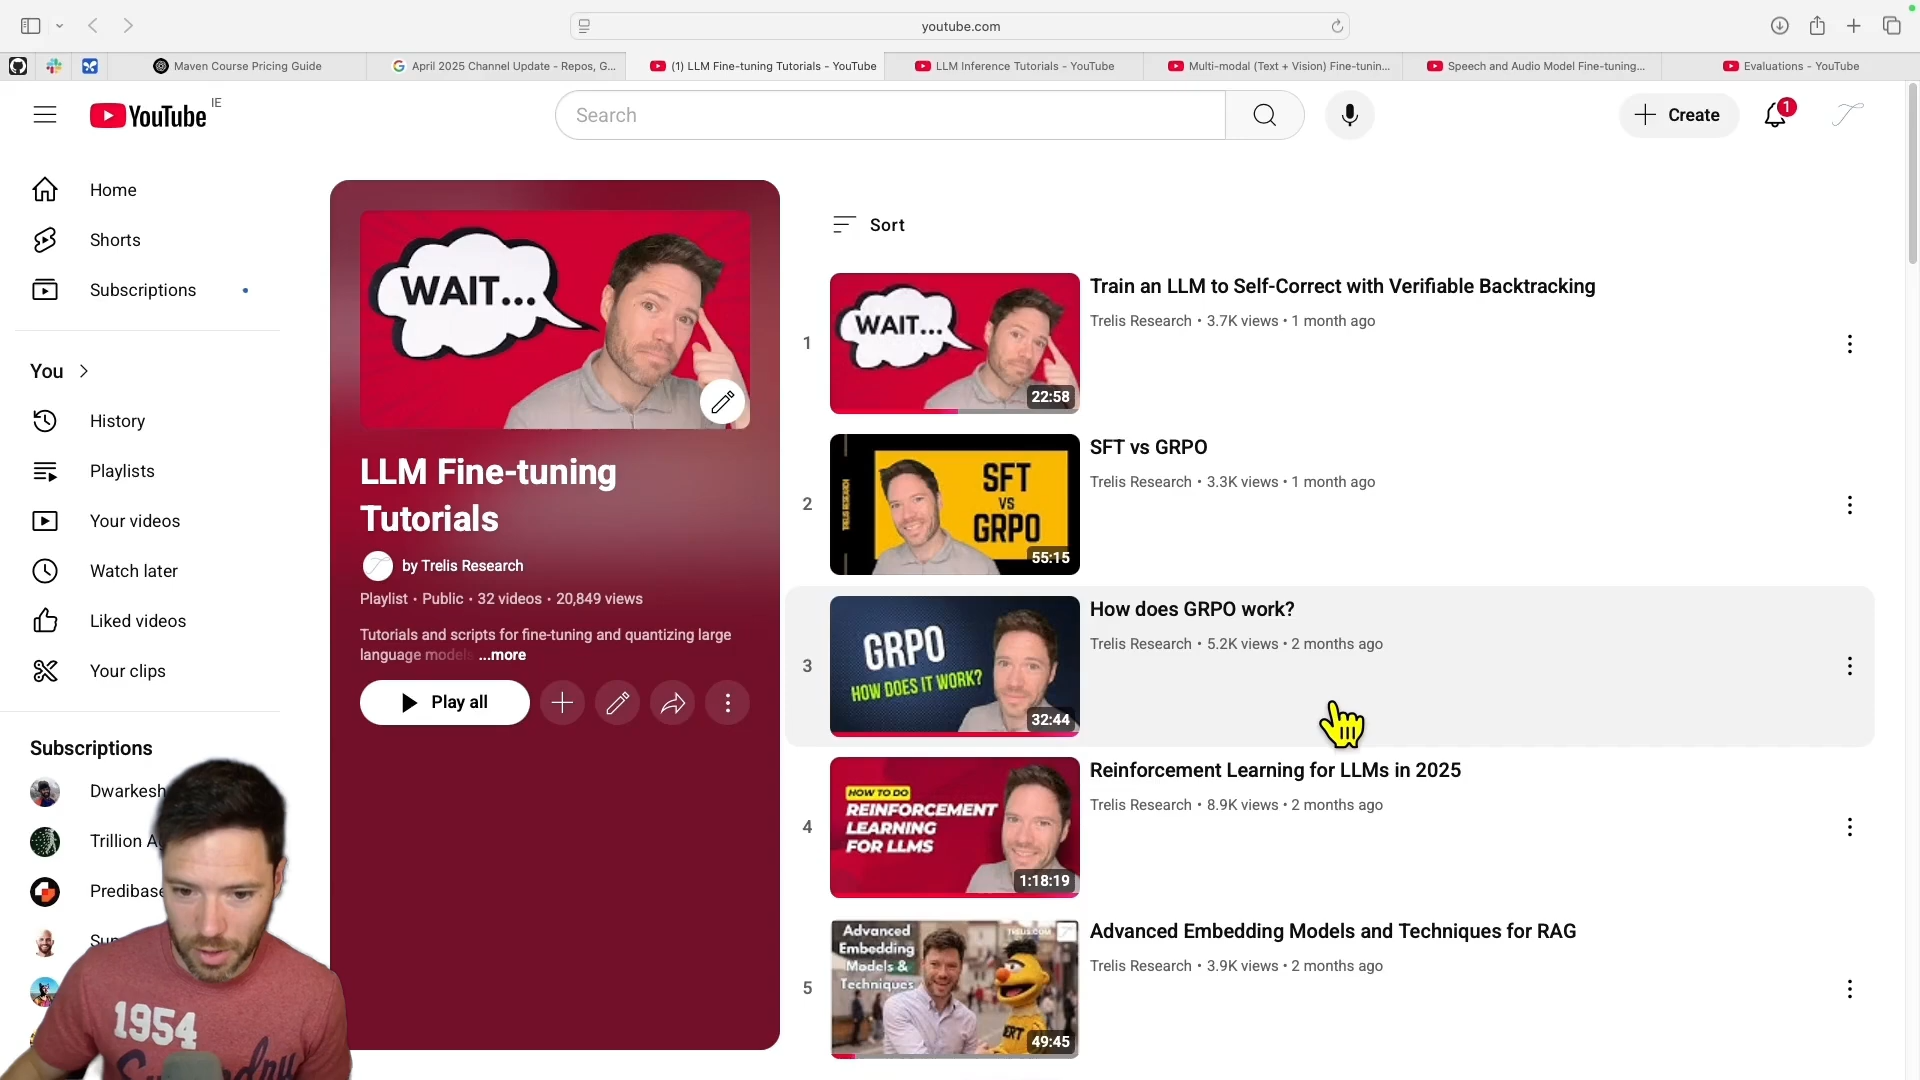 youtube.com
Maven Course Pricing Guide
April 2025 Channel Update - Repos, G...
(1) LLM Fine-tuning Tutorials - YouTube
LLM Inference Tutorials - YouTube
Multi-modal (Text + Vision) Fine-tunin...
Speech and Audio Model Fine-tuning...
Evaluations - YouTube
YouTube
IE
Search
Create
1
Home
Shorts
Subscriptions
You
History
Playlists
Your videos
Watch later
Liked videos
Your clips
Subscriptions
Dwarkesh
Trillion
Predibase
1954
WAIT...
LLM Fine-tuning
Tutorials
by Trelis Research
Playlist • Public • 32 videos • 20,849 views
Tutorials and scripts for fine-tuning and quantizing large
language models ...more
Play all
Sort
1
WAIT...
22:58
Train an LLM to Self-Correct with Verifiable Backtracking
Trelis Research • 3.7K views • 1 month ago
2
TRELIS RESEARCH
SFT
VS
GRPO
55:15
SFT vs GRPO
Trelis Research • 3.3K views • 1 month ago
3
GRPO
HOW DOES IT WORK?
32:44
How does GRPO work?
Trelis Research • 5.2K views • 2 months ago
4
HOW TO DO
REINFORCEMENT
LEARNING
FOR LLMS
1:18:19
Reinforcement Learning for LLMs in 2025
Trelis Research • 8.9K views • 2 months ago
5
Advanced
Embedding
Models &
Techniques
TRELIS.COM
BERT
49:45
Advanced Embedding Models and Techniques for RAG
Trelis Research • 3.9K views • 2 months ago